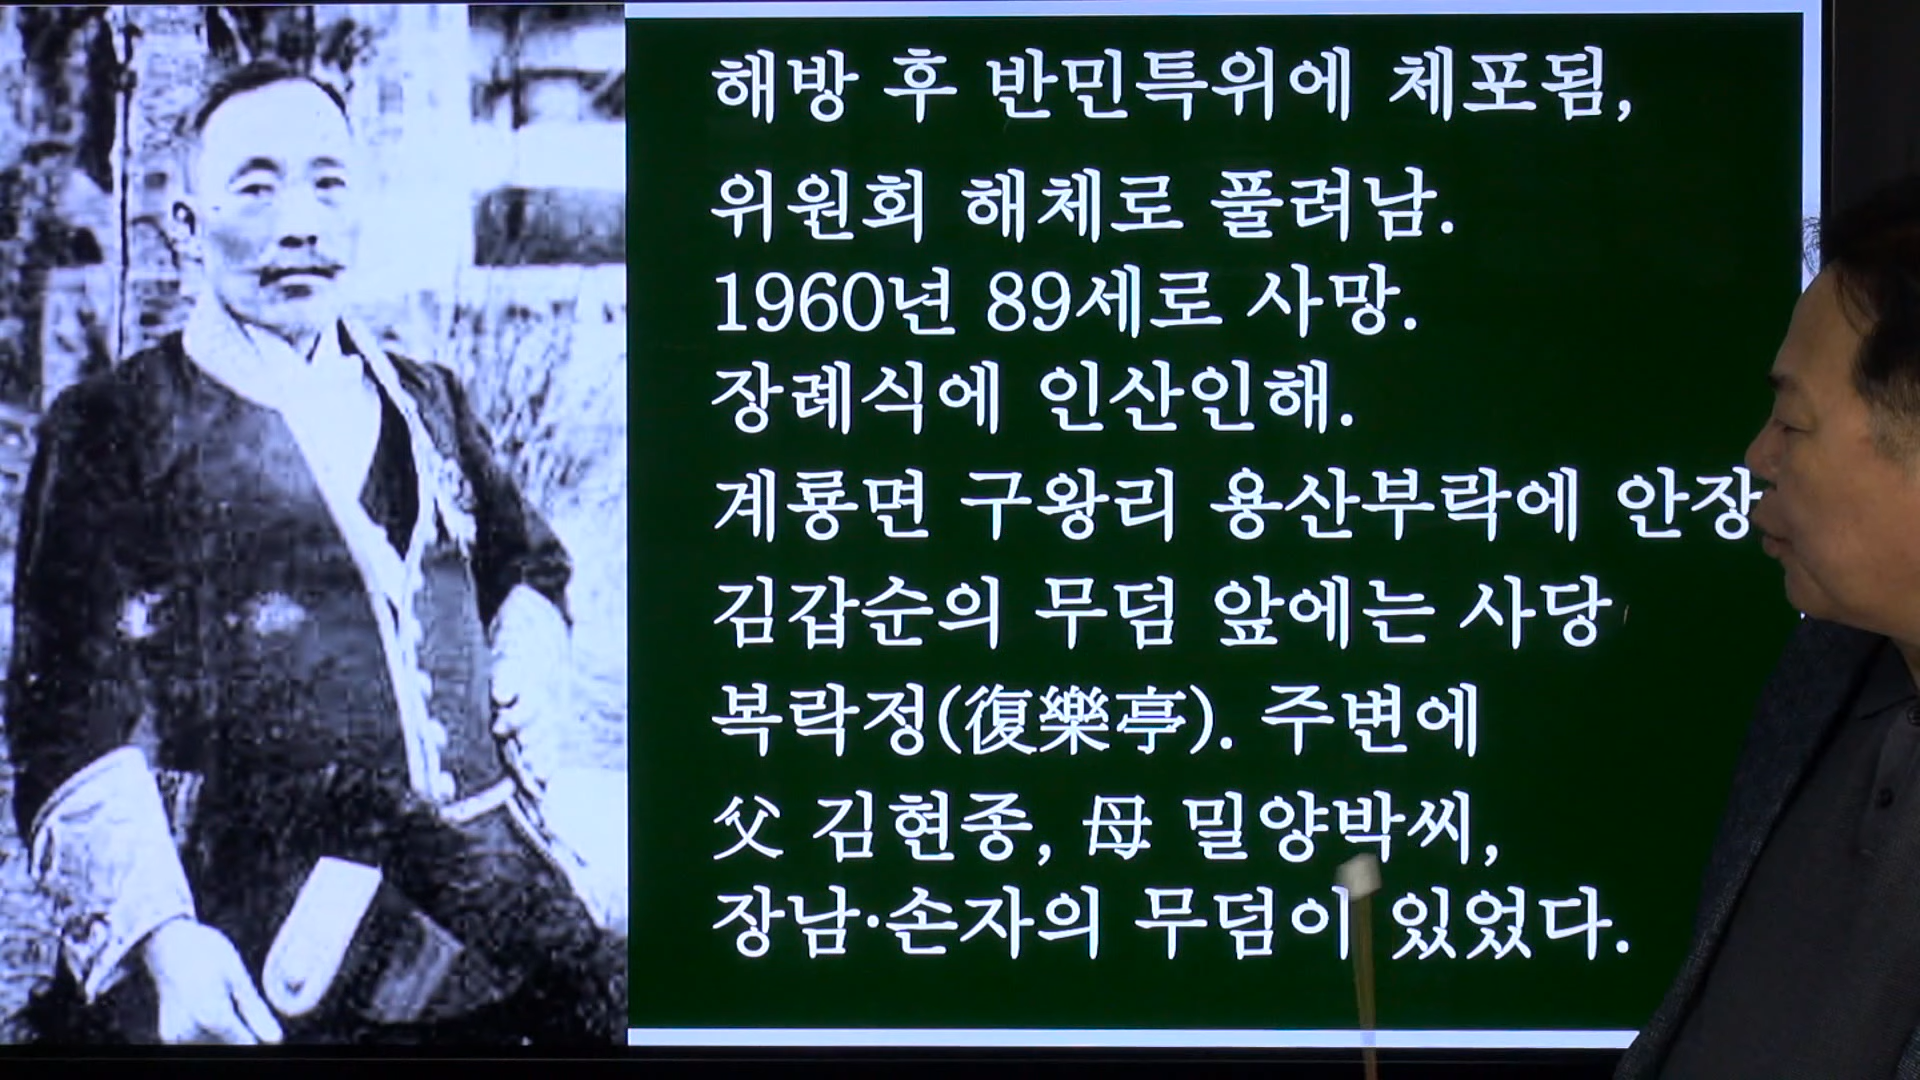 해방 후 반민특위에 체포됨,
위원회 해체로 풀려남.
1960년 89세로 사망.
장례식에 인산인해.
계룡면 구왕리 용산부락에 안장
김갑순의 무덤 앞에는 사당
복락정(復樂亭). 주변에
父 김현종, 母 밀양박씨,
장남·손자의 무덤이 있었다.